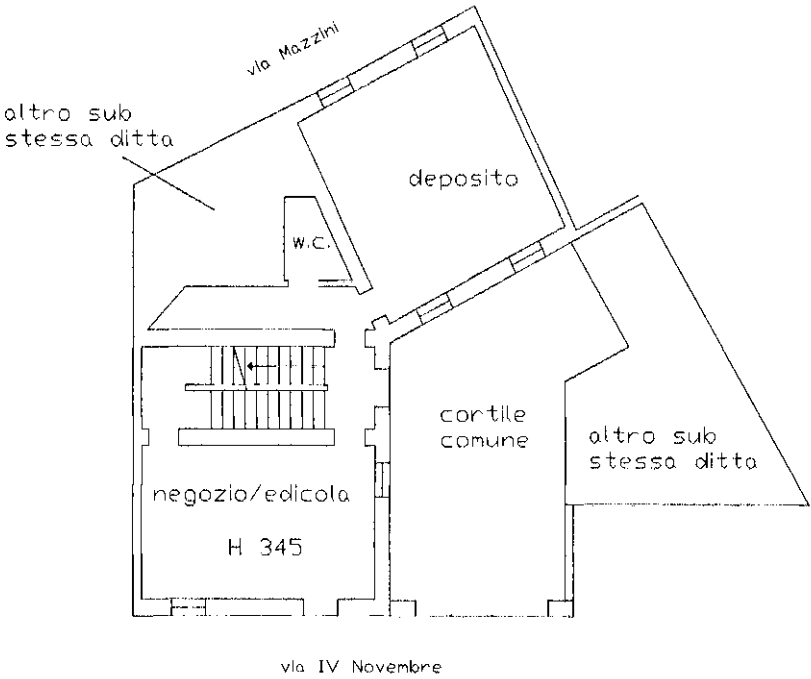 via Mazzini
altro sub
stessa ditta
deposito
W.C.
cortile
comune
altro sub
stessa ditta
negozio/edicola
H 345
via IV Novembre